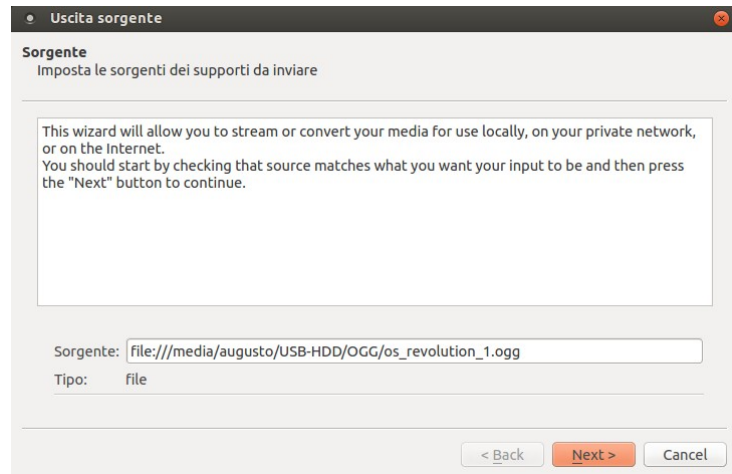 Uscita sorgente
Sorgente
Imposta le sorgenti dei supporti da inviare
This wizard will allow you to stream or convert your media for use locally, on your private network,
or on the Internet.
You should start by checking that source matches what you want your input to be and then press
the "Next" button to continue.
Sorgente: file:///media/augusto/USB-HDD/OGG/os_revolution_1.ogg
Tipo: file
< Back Next > Cancel